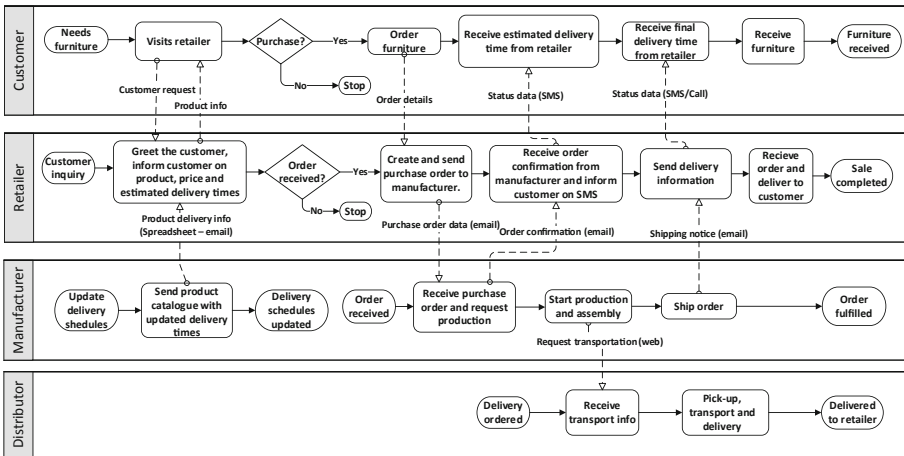 Customer
Needs
furniture
Visits retailer
Purchase?
Yes
Order
furniture
Receive estimated delivery
time from retailer
Receive final
delivery time
from retailer
Receive
furniture
Furniture
received
No
Stop
Customer request
Product info
Order details
Status data (SMS)
Status data (SMS/Call)
Retailer
Customer
inquiry
Greet the customer,
inform customer on
product, price and
estimated delivery times
Order
received?
Yes
Create and send
purchase order to
manufacturer.
Receive order
confirmation from
manufacturer and inform
customer on SMS
Send delivery
information
Recieve order
and deliver to
customer
Sale
completed
No
Stop
Product delivery info
(Spreadsheet – email)
Purchase order data (email)
Order confirmation (email)
Shipping notice (email)
Manufacturer
Update
delivery
shedules
Send product
catalogue with
updated delivery
times
Delivery
schedules
updated
Order
received
Receive purchase
order and request
production
Start production
and assembly
Ship order
Order
fulfilled
Request transportation (web)
Distributor
Delivery
ordered
Receive
transport info
Pick-up,
transport and
delivery
Delivered
to retailer